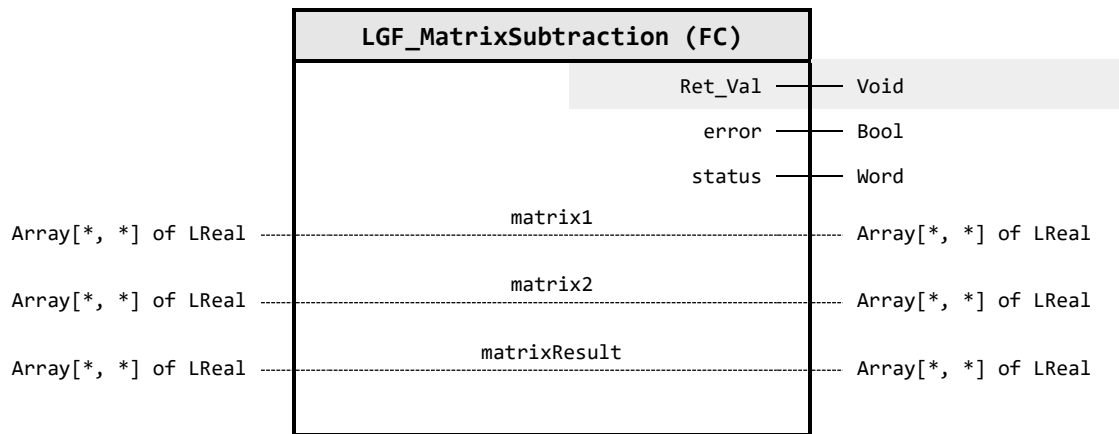 LGF_MatrixSubtraction (FC)
Ret_Val Void
error Bool
status Word
matrix1
Array[*, *] of LReal Array[*, *] of LReal
matrix2
Array[*, *] of LReal Array[*, *] of LReal
matrixResult
Array[*, *] of LReal Array[*, *] of LReal